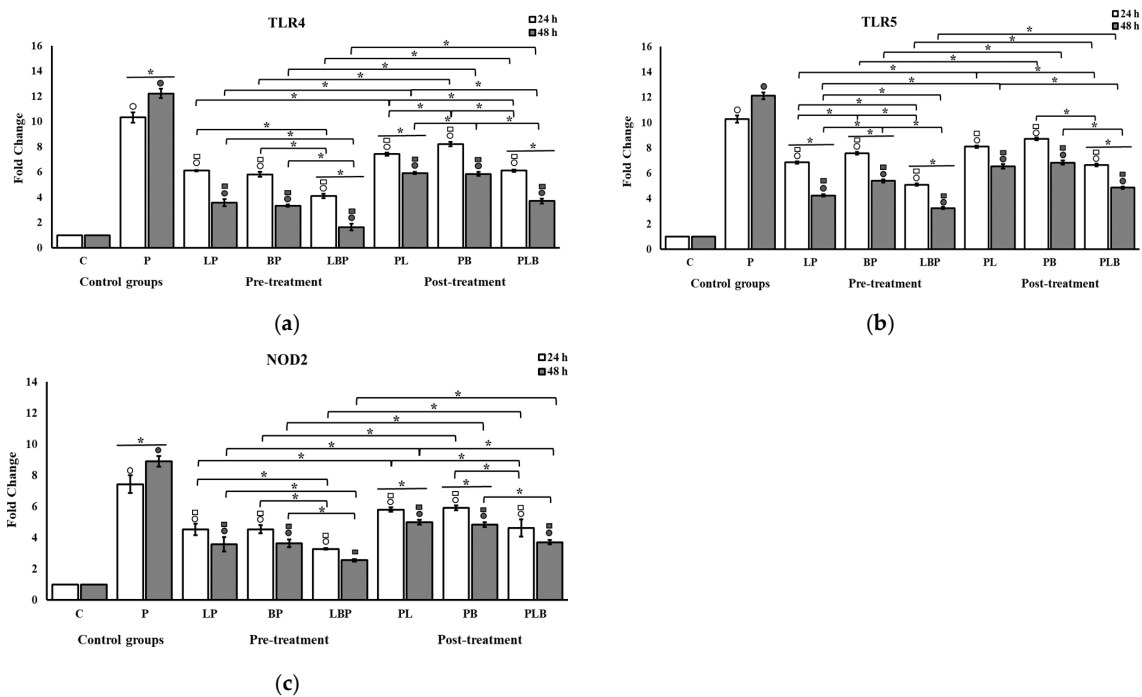 TLR4
24 h
48 h
Fold Change
16
14
12
10
8
6
4
2
0
* * * * * * * * * * * * * * * * * *
C P LP BP LBP PL PB PLB
Control groups Pre-treatment Post-treatment
(a)
TLR5
24 h
48 h
Fold Change
16
14
12
10
8
6
4
2
0
C P LP BP LBP PL PB PLB
Control groups Pre-treatment Post-treatment
(b)
NOD2
24 h
48 h
Fold Change
14
12
10
8
6
4
2
0
C P LP BP LBP PL PB PLB
Control groups Pre-treatment Post-treatment
(c)